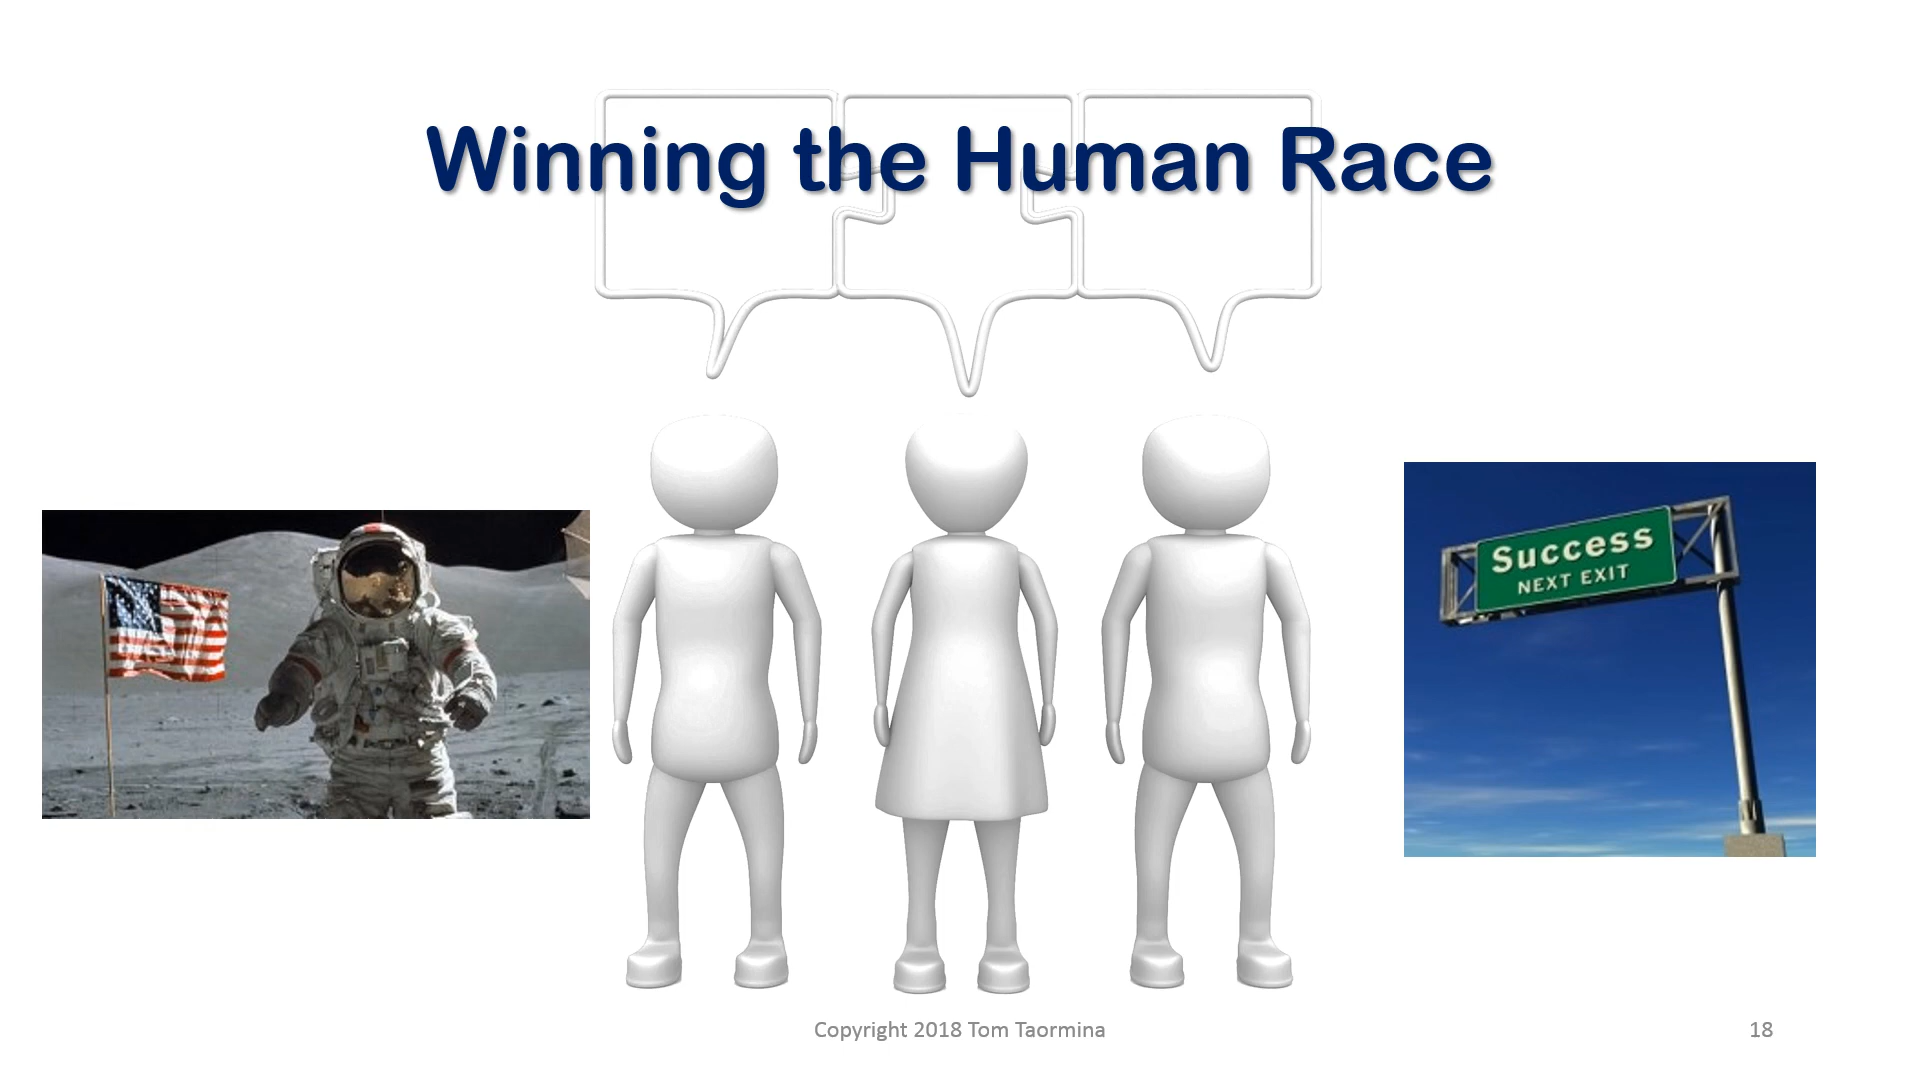 Winning the Human Race
Success
NEXT EXIT
Copyright 2018 Tom Taormina
18